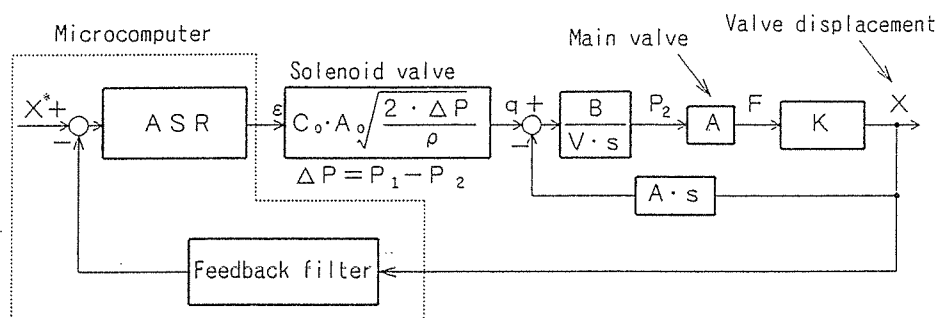 Microcomputer
Valve displacement
Main valve
Solenoid valve
X*
+
−
ASR
ε
C₀·A₀√(2·ΔP/ρ)
ΔP=P₁−P₂
q
+
−
B/V·s
P₂
A
F
K
X
A·s
Feedback filter